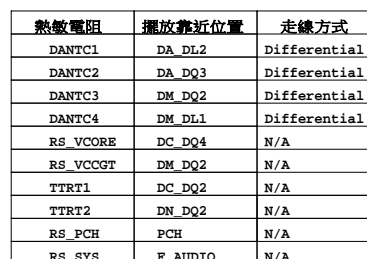 熱敏電阻 擺放靠近位置 走線方式
DANTC1 DA_DL2 Differential
DANTC2 DA_DQ3 Differential
DANTC3 DM_DQ2 Differential
DANTC4 DM_DL1 Differential
RS_VCORE DC_DQ4 N/A
RS_VCCGT DM_DQ2 N/A
TTRT1 DC_DQ2 N/A
TTRT2 DN_DQ2 N/A
RS_PCH PCH N/A
RS_SYS F_AUDIO N/A